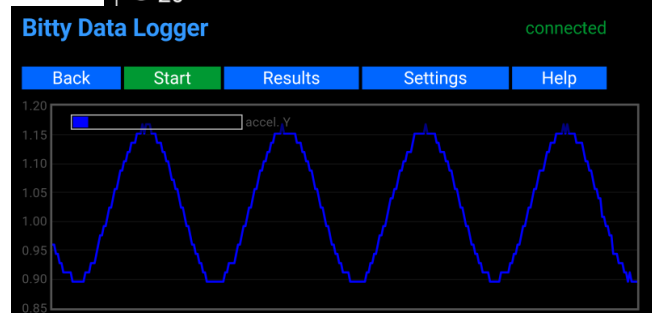 Bitty Data Logger connected
Back Start Results Settings Help
1.20
accel. Y
1.15
1.10
1.05
1.00
0.95
0.90
0.85